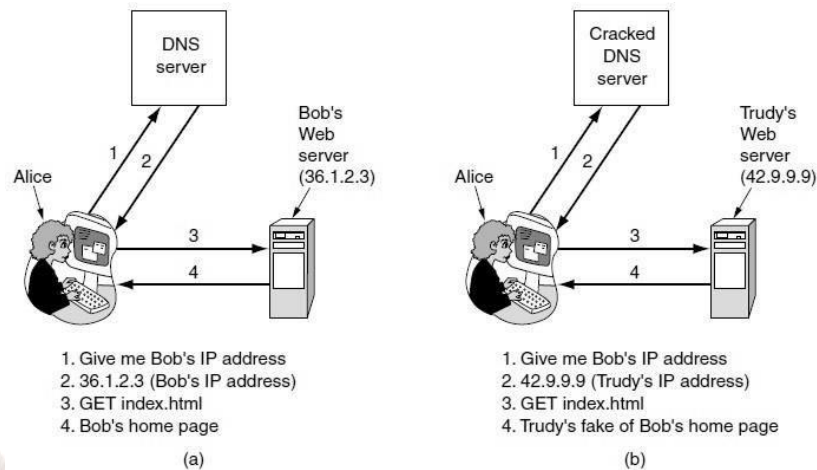 DNS
server
Bob's
Web
server
(36.1.2.3)
Alice
1
2
3
4
1. Give me Bob's IP address
2. 36.1.2.3 (Bob's IP address)
3. GET index.html
4. Bob's home page
(a)
Cracked
DNS
server
Trudy's
Web
server
(42.9.9.9)
Alice
1
2
3
4
1. Give me Bob's IP address
2. 42.9.9.9 (Trudy's IP address)
3. GET index.html
4. Trudy's fake of Bob's home page
(b)